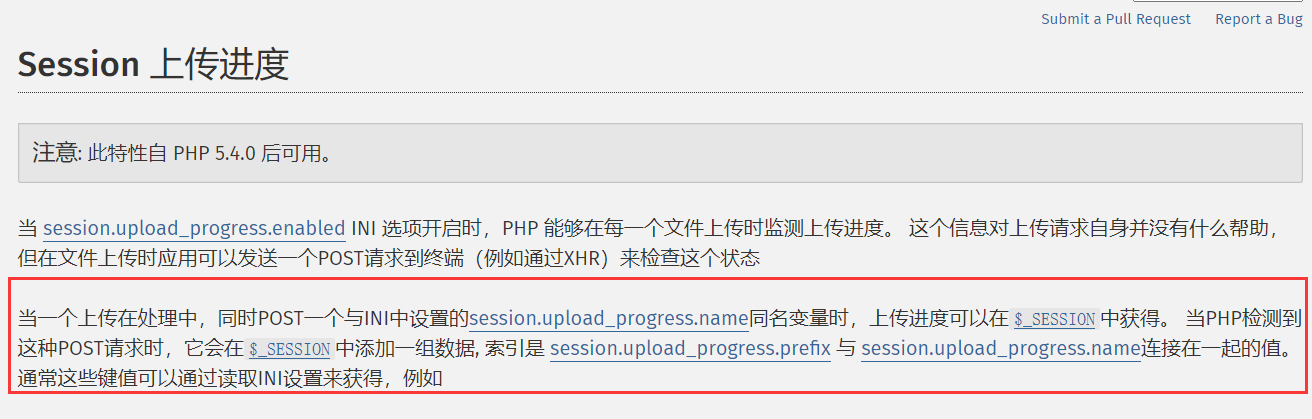 Submit a Pull Request Report a Bug
Session 上传进度
注意: 此特性自 PHP 5.4.0 后可用。
当 session.upload_progress.enabled INI 选项开启时，PHP 能够在每一个文件上传时监测上传进度。 这个信息对上传请求自身并没有什么帮助，
但在文件上传时应用可以发送一个POST请求到终端（例如通过XHR）来检查这个状态
当一个上传在处理中，同时POST一个与INI中设置的session.upload_progress.name同名变量时，上传进度可以在 $_SESSION 中获得。 当PHP检测到
这种POST请求时，它会在 $_SESSION 中添加一组数据, 索引是 session.upload_progress.prefix 与 session.upload_progress.name连接在一起的值。
通常这些键值可以通过读取INI设置来获得，例如